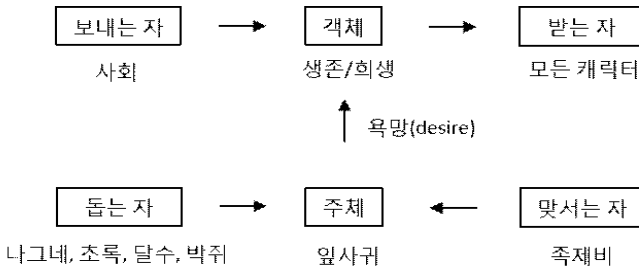 보내는 자 객체 받는 자
사회 생존/희생 모든 캐릭터
욕망(desire)
돕는 자 주체 맞서는 자
나그네, 초록, 달수, 박쥐 잎사귀 족재비